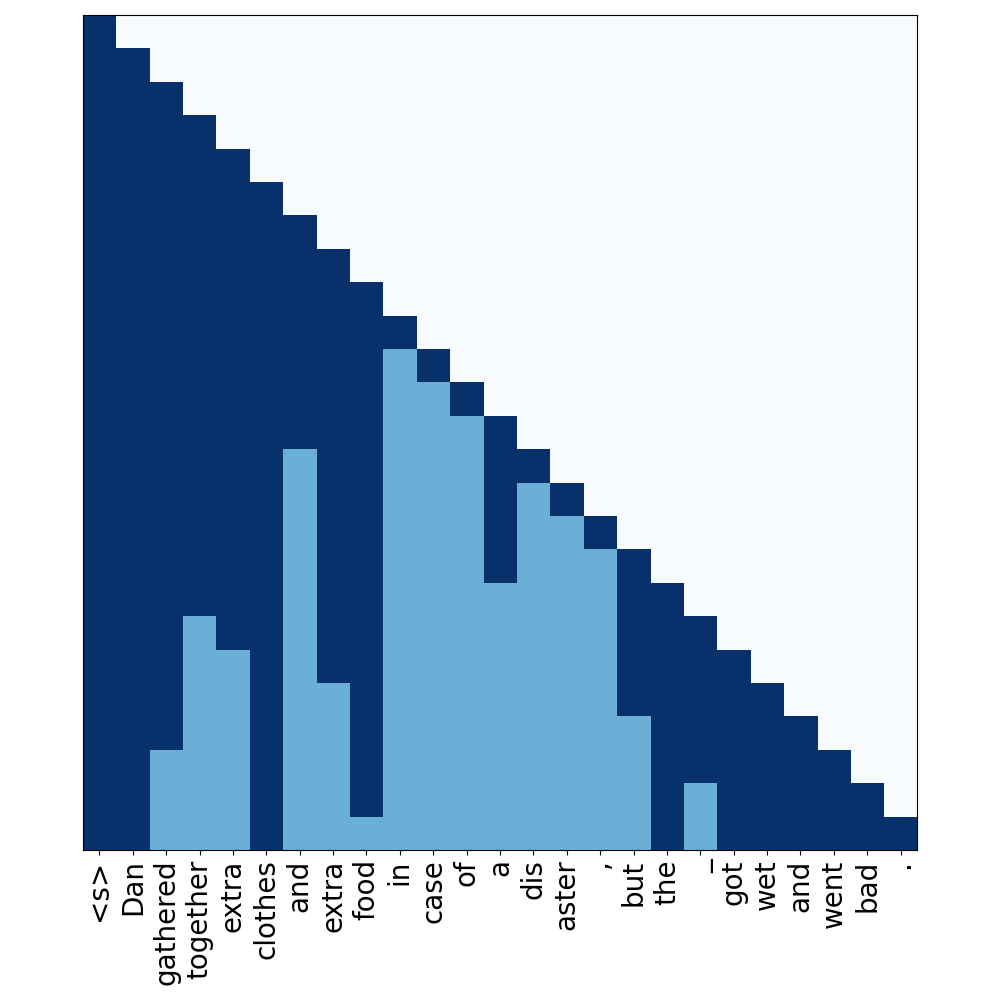 <s> Dan gathered together extra clothes and extra food in case of a dis aster , but the _ got wet and went bad .